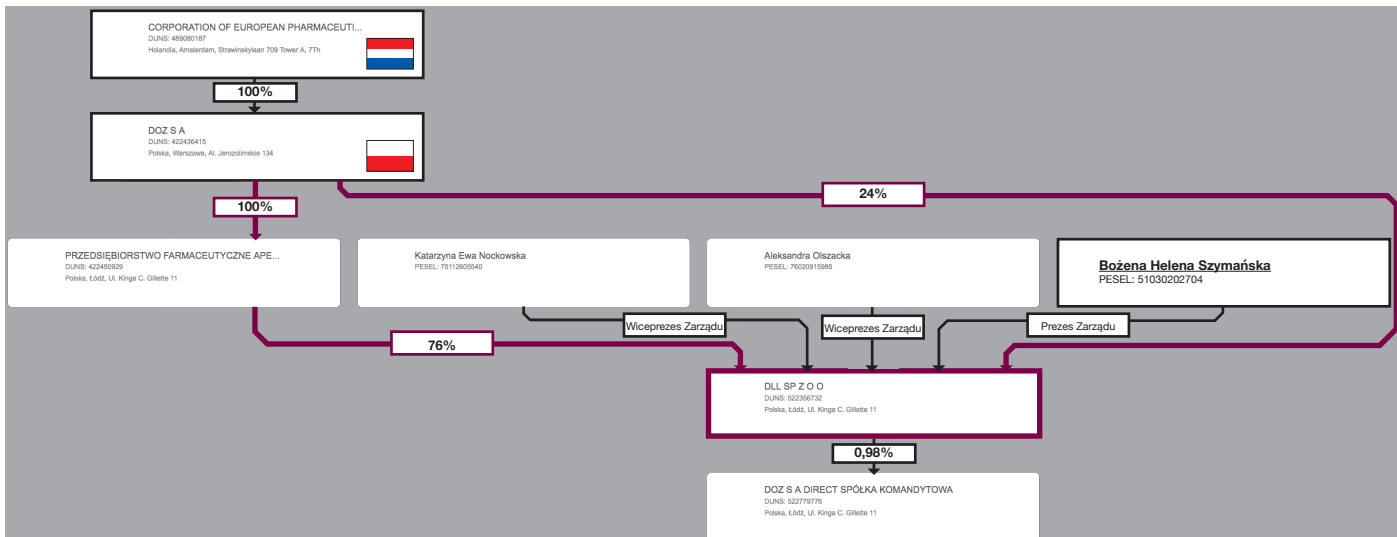 CORPORATION OF EUROPEAN PHARMACEUTI...
DUNS: 489080187
Holandia, Amsterdam, Strawinskylaan 709 Tower A, 7Th
100%
DOZ S A
DUNS: 422436415
Polska, Warszawa, Al. Jerozolimskie 134
100%
24%
PRZEDSIĘBIORSTWO FARMACEUTYCZNE APE...
DUNS: 422450929
Polska, Łódź, Ul. Kinga C. Gillette 11
Katarzyna Ewa Nockowska
PESEL: 75112605540
Aleksandra Olszacka
PESEL: 76020915985
Bożena Helena Szymańska
PESEL: 51030202704
Wiceprezes Zarządu
Wiceprezes Zarządu
Prezes Zarządu
76%
DLL SP Z O O
DUNS: 522356732
Polska, Łódź, Ul. Kinga C. Gillette 11
0,98%
DOZ S A DIRECT SPÓŁKA KOMANDYTOWA
DUNS: 522779776
Polska, Łódź, Ul. Kinga C. Gillette 11